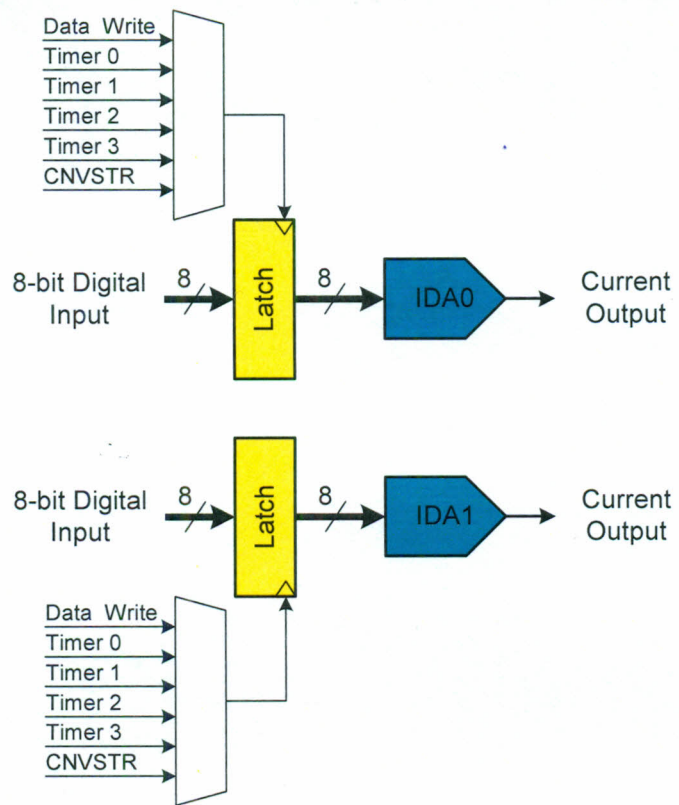 Data Write
Timer 0
Timer 1
Timer 2
Timer 3
CNVSTR
8-bit Digital
Input
8
Latch
8
IDA0
Current
Output
8-bit Digital
Input
8
Latch
8
IDA1
Current
Output
Data Write
Timer 0
Timer 1
Timer 2
Timer 3
CNVSTR